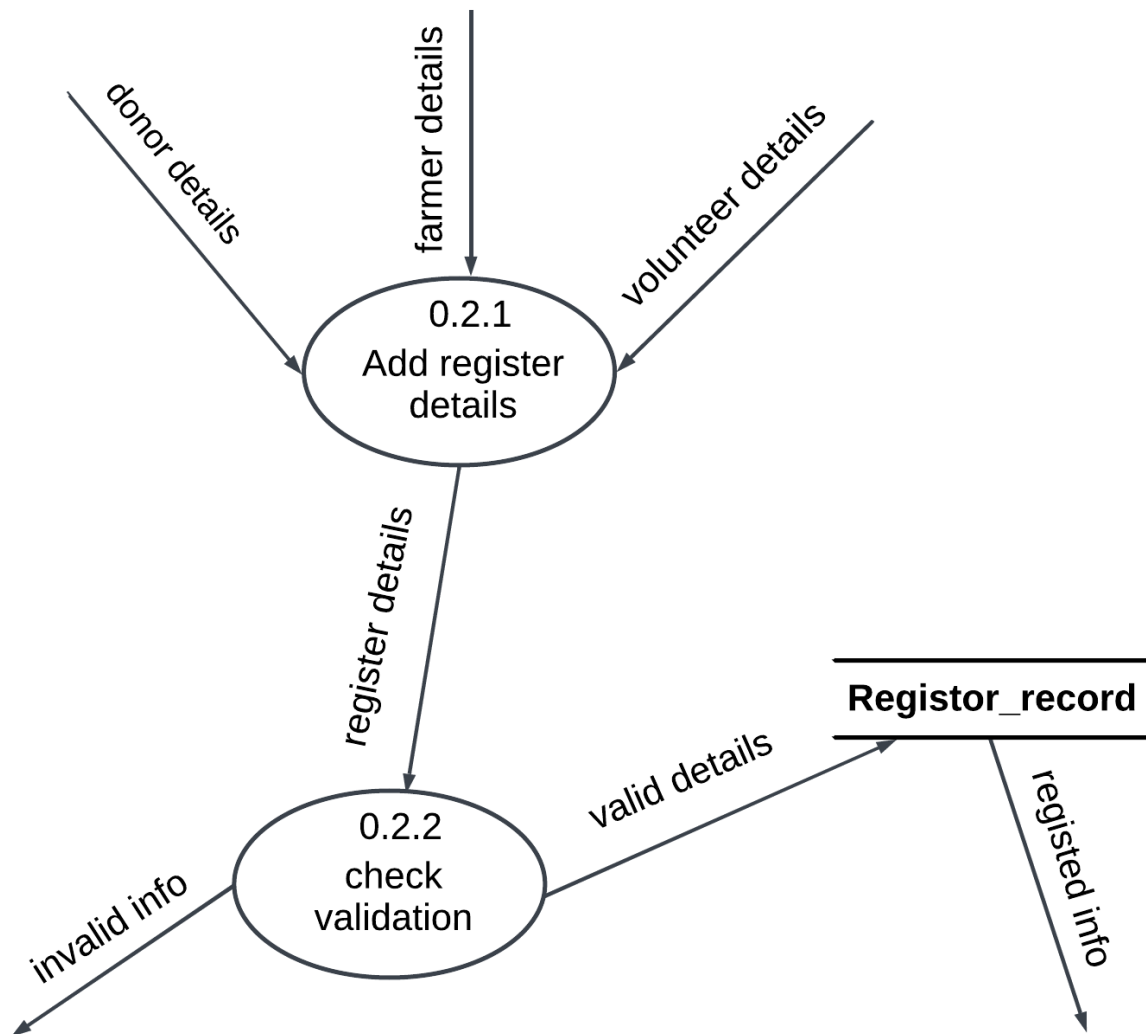 donor details
farmer details
volunteer details
0.2.1
Add register
details
register details
Registor_record
valid details
registed info
0.2.2
check
validation
invalid info